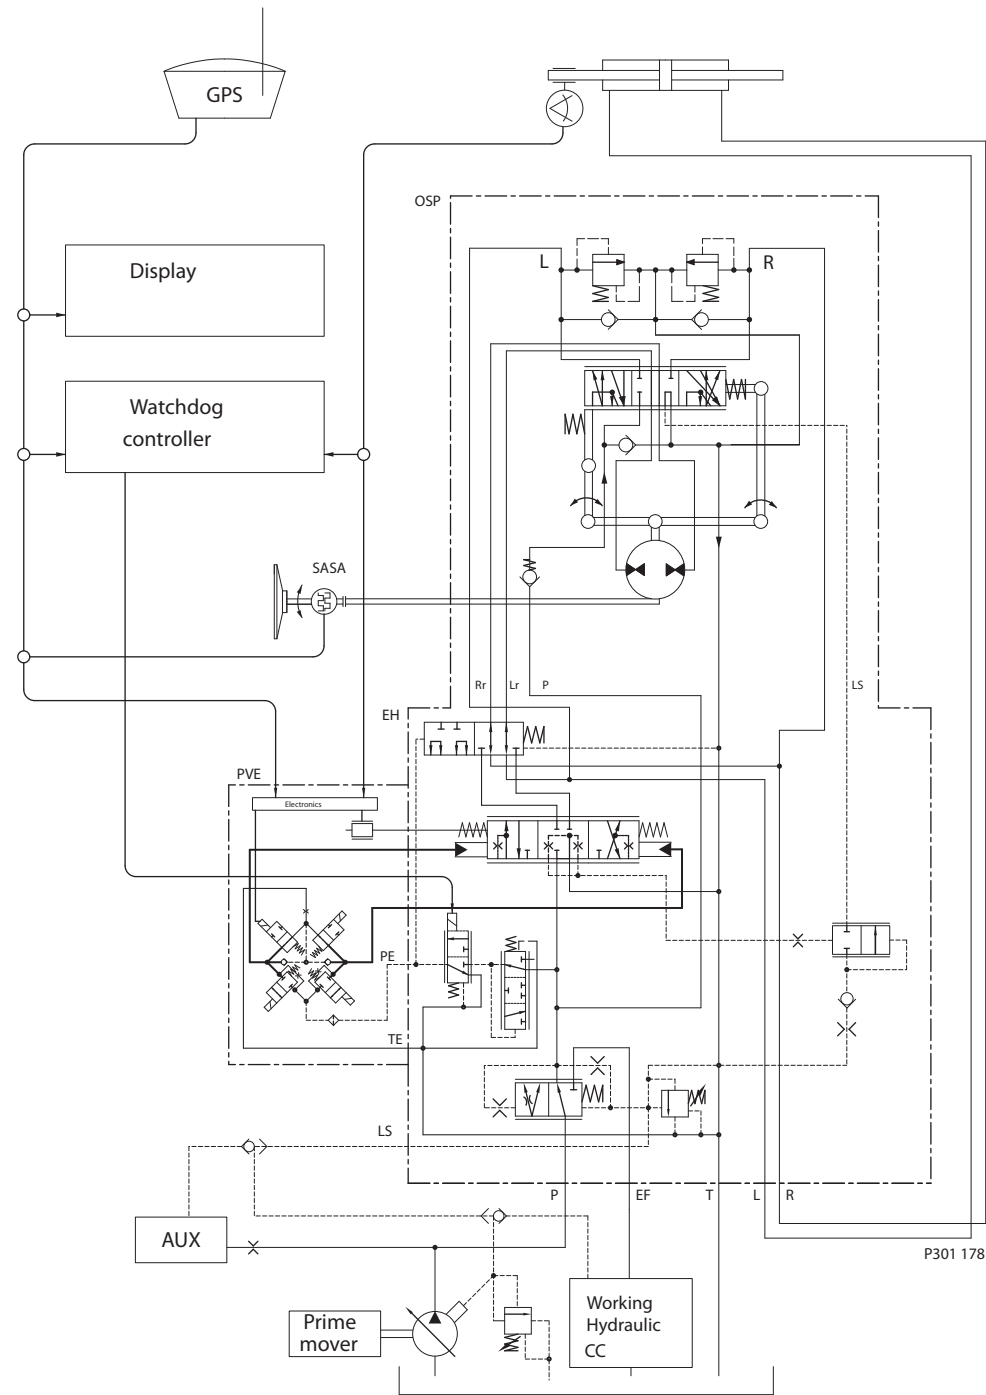 GPS
OSP
L
R
Display
Watchdog
controller
SASA
Rr
Lr
P
LS
EH
PVE
Electronics
PE
TE
LS
P
EF
T
L
R
AUX
P301 178
Prime
mover
Working
Hydraulic
CC